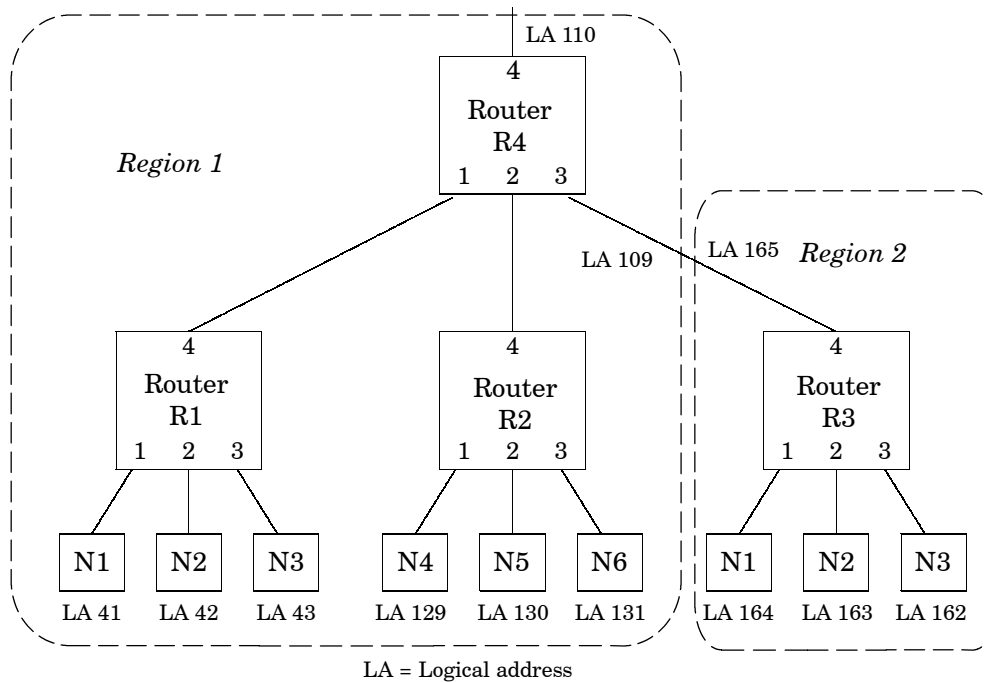 LA 110
4
Router
R4
1 2 3
Region 1
LA 109
LA 165
Region 2
4
Router
R1
1 2 3
4
Router
R2
1 2 3
4
Router
R3
1 2 3
N1 N2 N3 N4 N5 N6 N1 N2 N3
LA 41 LA 42 LA 43 LA 129 LA 130 LA 131 LA 164 LA 163 LA 162
LA = Logical address